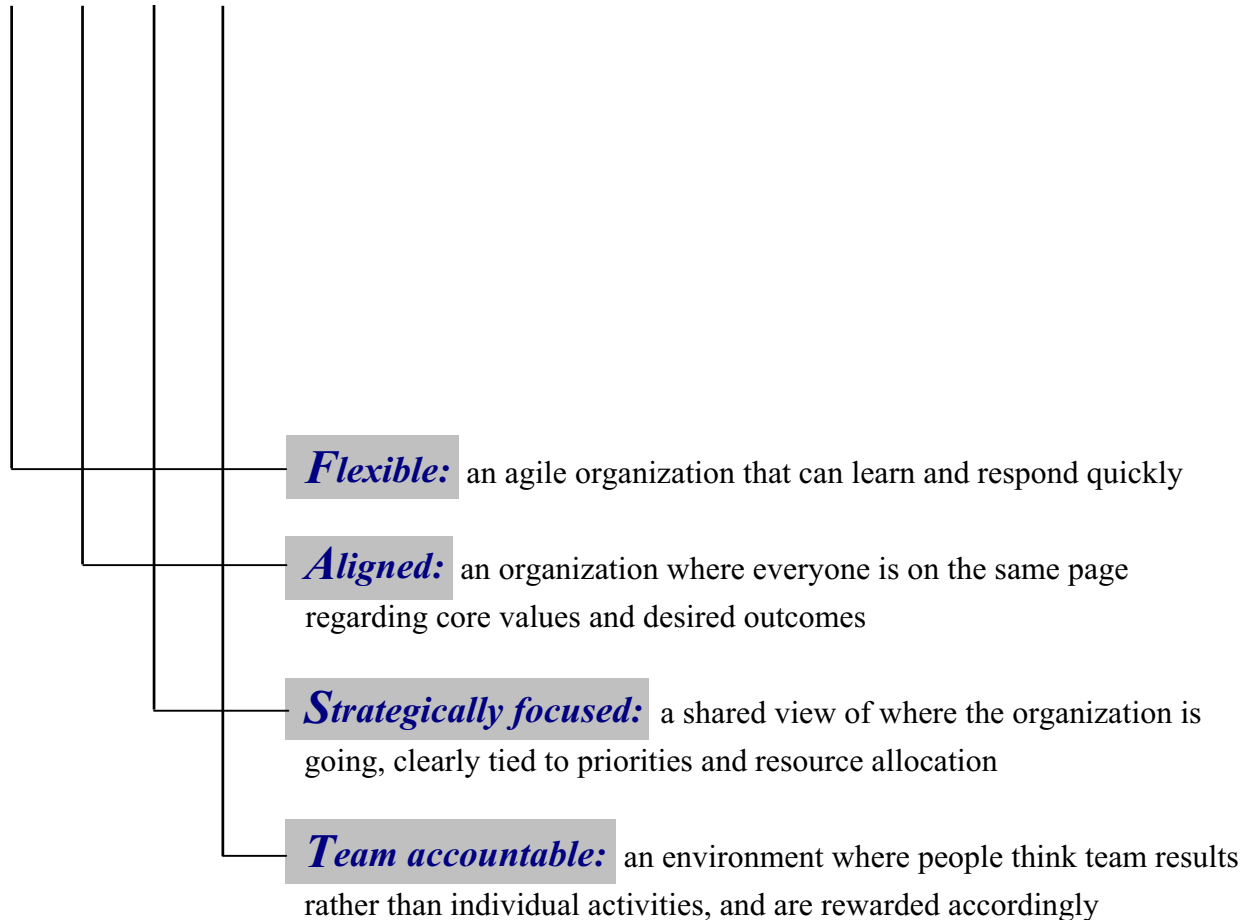 Flexible: an agile organization that can learn and respond quickly
Aligned: an organization where everyone is on the same page
regarding core values and desired outcomes
Strategically focused: a shared view of where the organization is
going, clearly tied to priorities and resource allocation
Team accountable: an environment where people think team results
rather than individual activities, and are rewarded accordingly